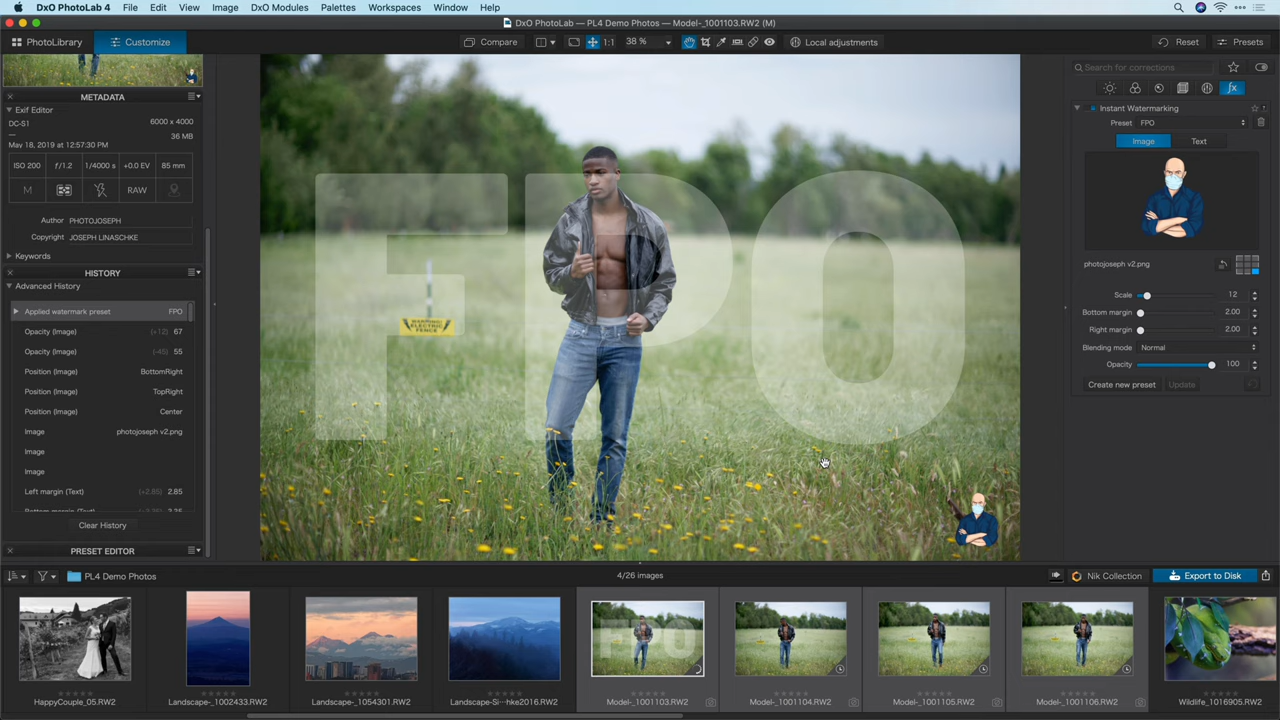 DxO PhotoLab 4 File Edit View Image DxO Modules Palettes Workspaces Window Help
DxO PhotoLab — PL4 Demo Photos — Model-_1001103.RW2 (M)
PhotoLibrary Customize Compare 1:1 38 % Local adjustments Reset Presets
Search for corrections
METADATA
Exif Editor
DC-S1 6000 x 4000
— 36 MB
May 18, 2019 at 12:57:30 PM
ISO 200 ƒ/1.2 1/4000 s +0.0 EV 85 mm
M RAW
Author PHOTOJOSEPH
Copyright JOSEPH LINASCHKE
Keywords
HISTORY
Advanced History
Applied watermark preset FPO
Opacity (Image) (+12) 67
Opacity (Image) (-45) 55
Position (Image) BottomRight
Position (Image) TopRight
Position (Image) Center
Image photojoseph v2.png
Image
Image
Left margin (Text) (+2.85) 2.85
Clear History
PRESET EDITOR
FPO
WARNING
ELECTRIC
FENCE
fx
Instant Watermarking
Preset FPO
Image Text
photojoseph v2.png
Scale 12
Bottom margin 2.00
Right margin 2.00
Blending mode Normal
Opacity 100
Create new preset Update
PL4 Demo Photos 4/26 images Nik Collection Export to Disk
FPO
HappyCouple_05.RW2 Landscape-_1002433.RW2 Landscape-_1054301.RW2 Landscape-Si···hke2016.RW2 Model-_1001103.RW2 Model-_1001104.RW2 Model-_1001105.RW2 Model-_1001106.RW2 Wildlife_1016905.RW2